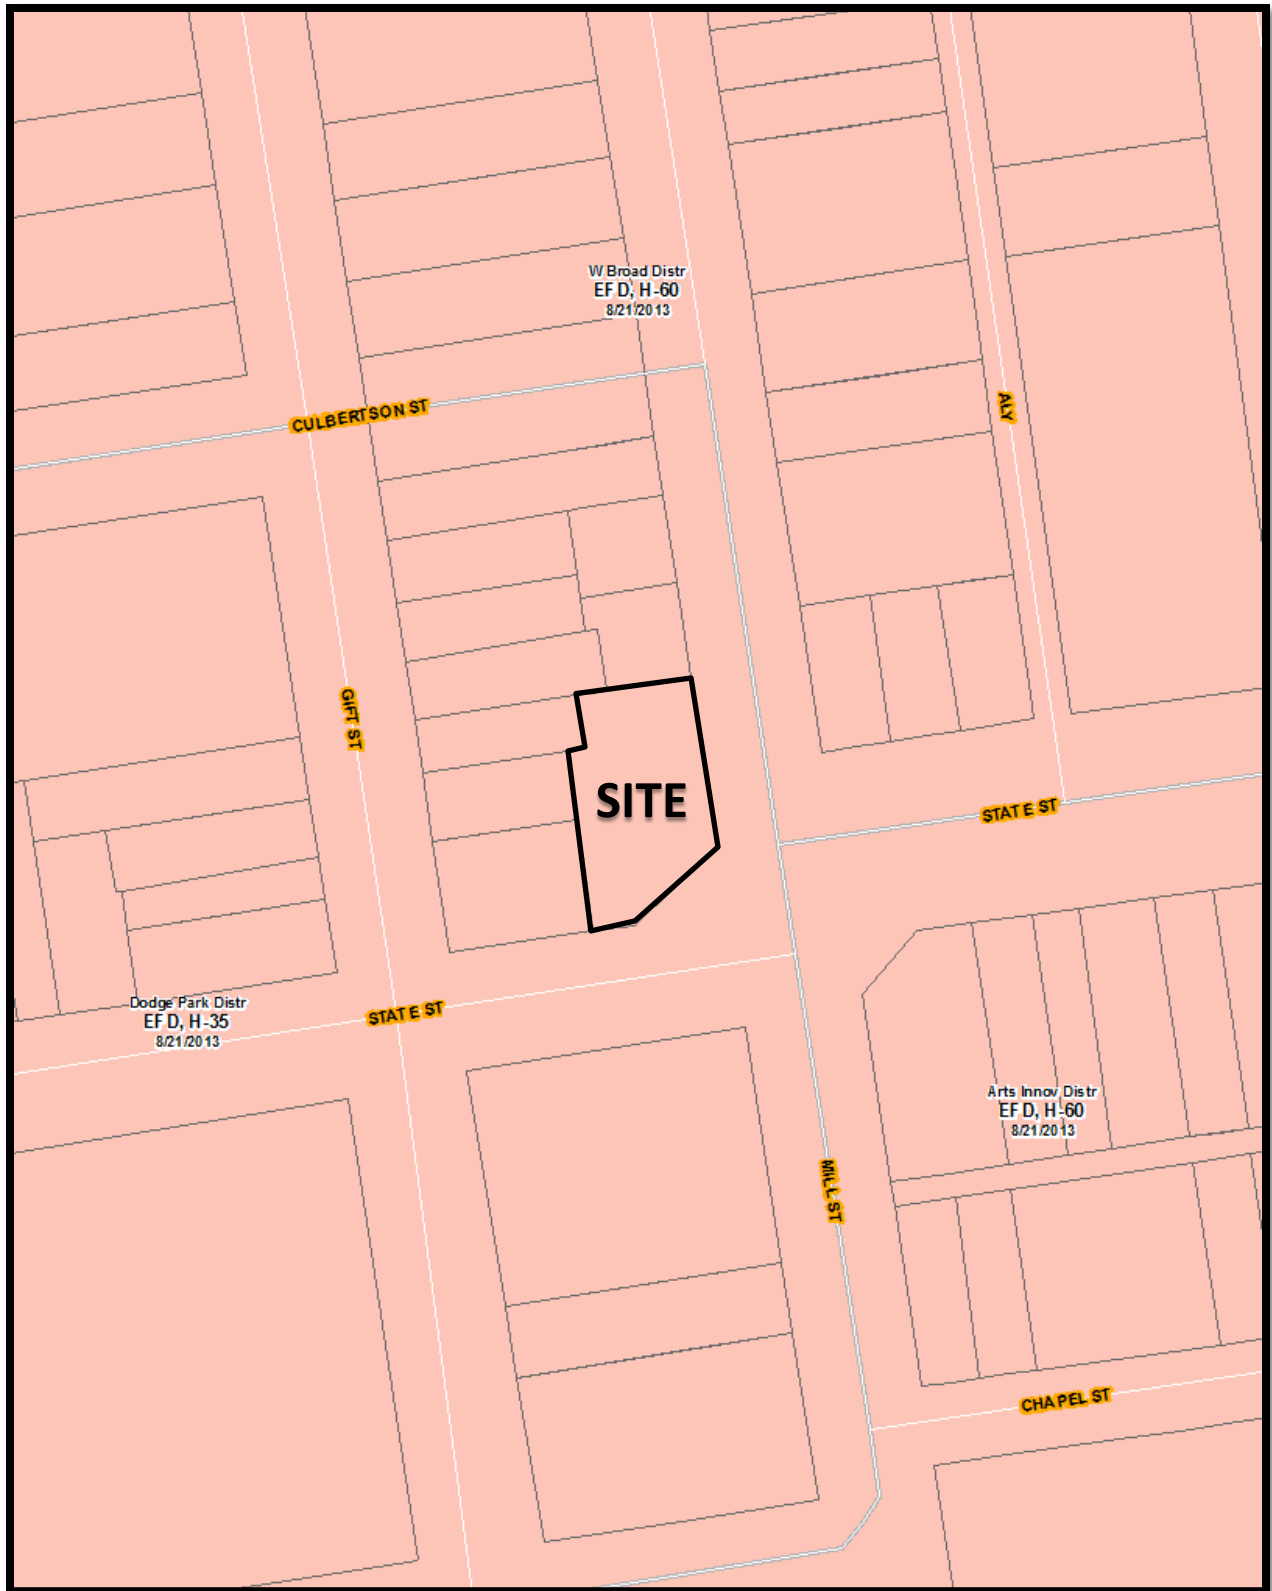 W Broad Distr
EFD, H-60
8/21/2013
CULBERTSON ST
ALY
GIFT ST
SITE
STATE ST
Dodge Park Distr
EFD, H-35
8/21/2013
STATE ST
Arts Innov Distr
EFD, H-60
8/21/2013
MILL ST
CHAPEL ST